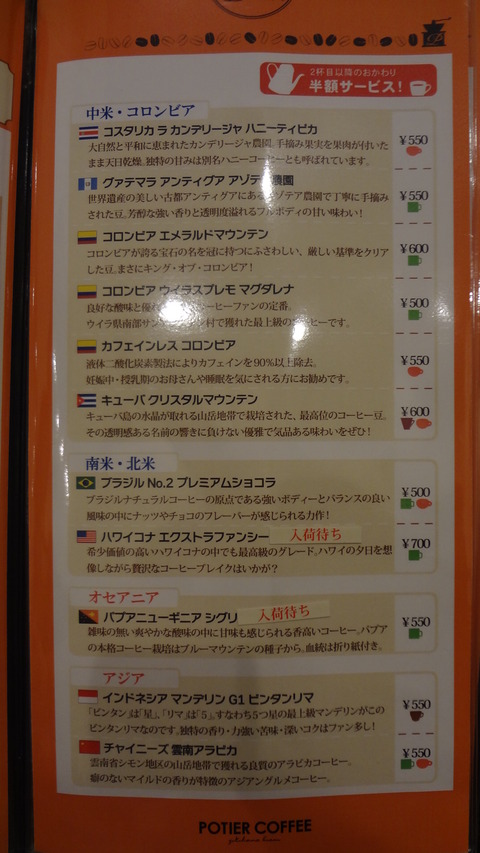 2杯目以降のおかわり
半額サービス!
中米・コロンビア
コスタリカ ラ カンデリージャ ハニーティピカ
¥550
大自然と平和に恵まれたカンデリージャ農園。手摘み果実を果肉が付いた
まま天日乾燥。独特の甘みは別名ハニーコーヒーとも呼ばれています。
グァテマラ アンティグア アゾテア農園
¥550
世界遺産の美しい古都アンティグアにあるアゾテア農園で丁寧に手摘み
された豆。芳醇な強い香りと透明度溢れるフルボディの甘い味わい!
コロンビア エメラルドマウンテン
¥600
コロンビアが誇る宝石の名を冠に持つにふさわしい、厳しい基準をクリア
した豆。まさにキング・オブ・コロンビア!
コロンビア ウイラスプレモ マグダレナ
¥500
良好な酸味と コーヒーファンの定番。
ウイラ県南部サン 村で獲れた最上級の ーヒーです。
カフェインレス コロンビア
¥550
液体二酸化炭素製法によりカフェインを90%以上除去。
妊娠中・授乳期のお母さんや睡眠を気にされる方にお勧めです。
キューバ クリスタルマウンテン
¥600
キューバ島の水晶が取れる山岳地帯で栽培された、最高位のコーヒー豆。
その透明感ある名前の響きに負けない優雅で気品ある味わいをぜひ!
南米・北米
ブラジル No.2 プレミアムショコラ
¥500
ブラジルナチュラルコーヒーの原点である強いボディーとバランスの良い
風味の中にナッツやチョコのフレーバーが感じられる力作!
ハワイコナ エクストラファンシー 入荷待ち
¥700
希少価値の高いハワイコナの中でも最高級のグレード。ハワイの夕日を想
像しながら贅沢なコーヒーブレイクはいかが?
オセアニア
パプアニューギニア シグリ 入荷待ち
¥550
雑味の無い爽やかな酸味の中に甘味も感じられる香高いコーヒー。パプア
の本格コーヒー栽培はブルーマウンテンの種子から。血統は折り紙付き。
アジア
インドネシア マンデリン G1 ビンタンリマ
¥550
「ビンタン」は「星」、「リマ」は「5」。すなわち5つ星の最上級マンデリンがこの
ビンタンリマなのです。独特の香り・力強い苦味・深いコクはファン多し!
チャイニーズ 雲南アラビカ
¥550
雲南省シモン地区の山岳地帯で獲れる良質のアラビカコーヒー。
癖のないマイルドの香りが特徴のアジアングルメコーヒー。
POTIER COFFEE